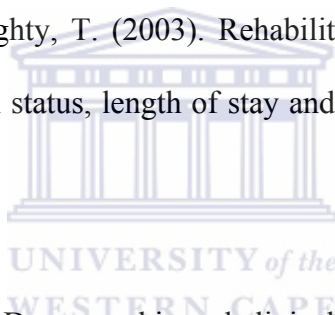 ghty, T. (2003). Rehabilit
status, length of stay and
UNIVERSITY of the
WESTERN CAPE